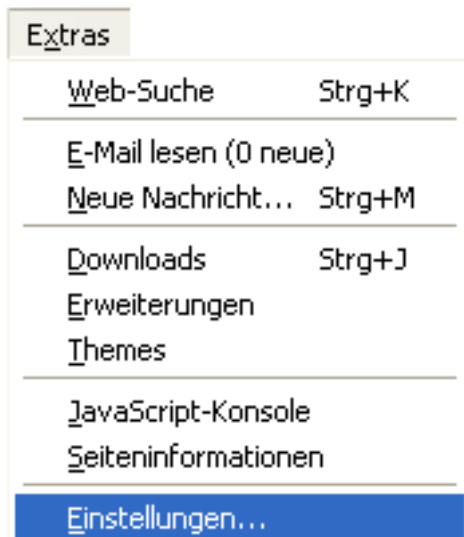 Extras
Web-Suche Strg+K
E-Mail lesen (0 neue)
Neue Nachricht... Strg+M
Downloads Strg+J
Erweiterungen
Themes
JavaScript-Konsole
Seiteninformationen
Einstellungen...